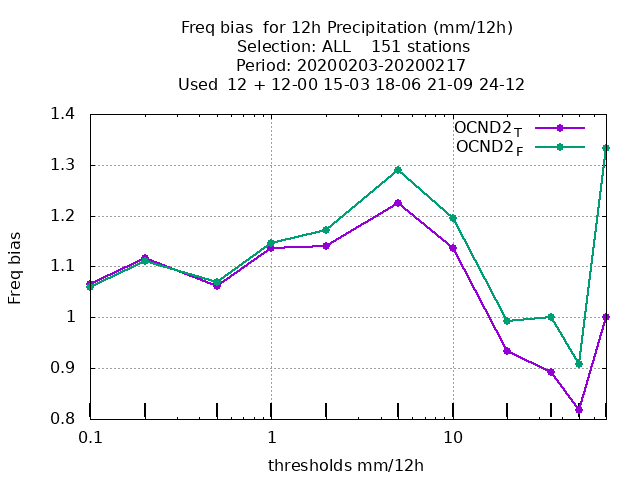 Freq bias  for 12h Precipitation (mm/12h)
Selection: ALL    151 stations
Period: 20200203-20200217
Used  12 + 12-00 15-03 18-06 21-09 24-12
OCND2_T
OCND2_F
1.4
1.3
1.2
1.1
1
0.9
0.8
Freq bias
0.1
1
10
thresholds mm/12h